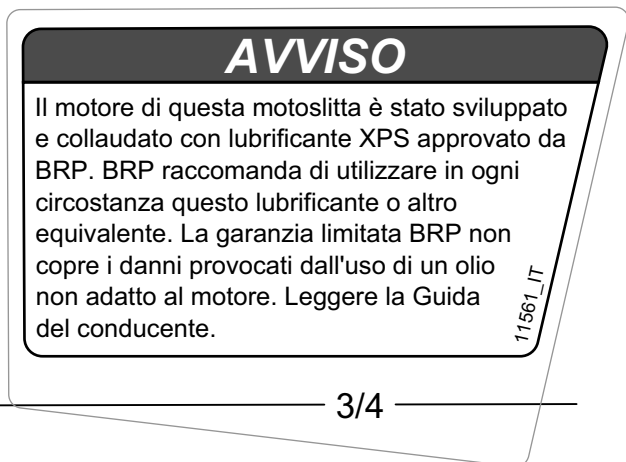 AVVISO
Il motore di questa motoslitta è stato sviluppato
e collaudato con lubrificante XPS approvato da
BRP. BRP raccomanda di utilizzare in ogni
circostanza questo lubrificante o altro
equivalente. La garanzia limitata BRP non
copre i danni provocati dall'uso di un olio
non adatto al motore. Leggere la Guida
del conducente.
11561_IT
3/4